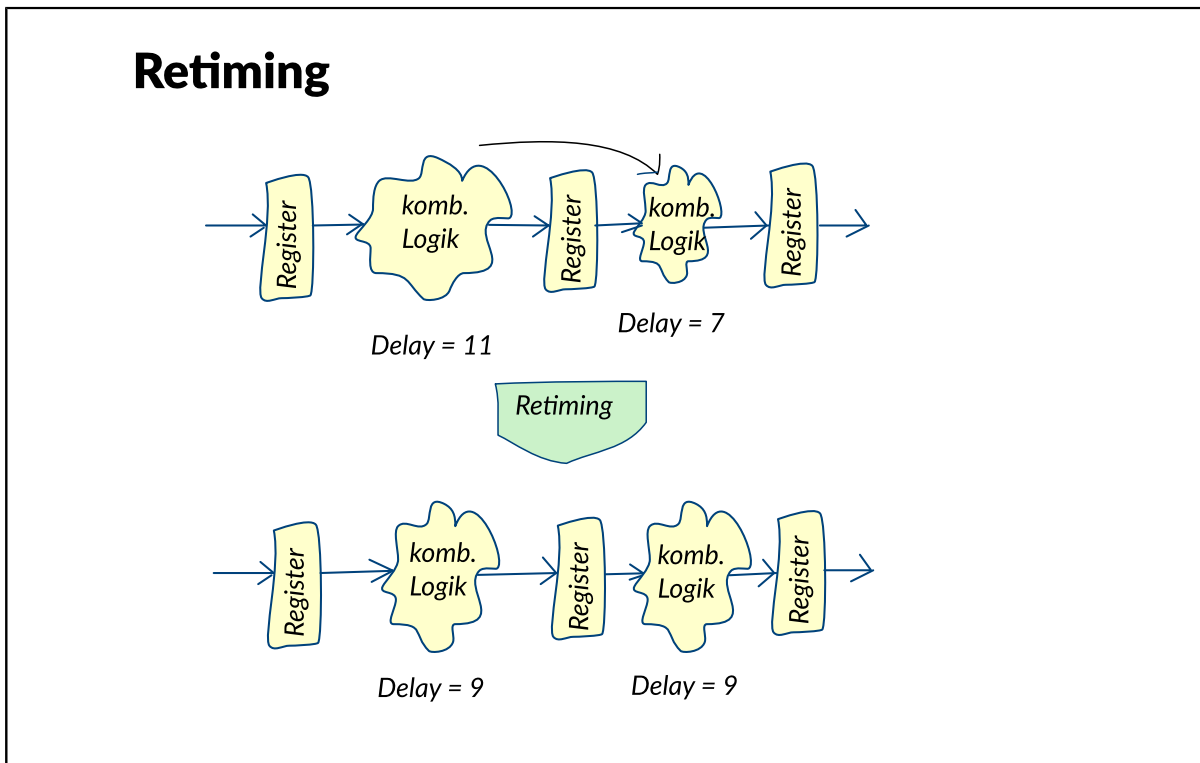 Retiming
Register
komb.
Logik
Register
komb.
Logik
Register
Delay = 11
Delay = 7
Retiming
Register
komb.
Logik
Register
komb.
Logik
Register
Delay = 9
Delay = 9